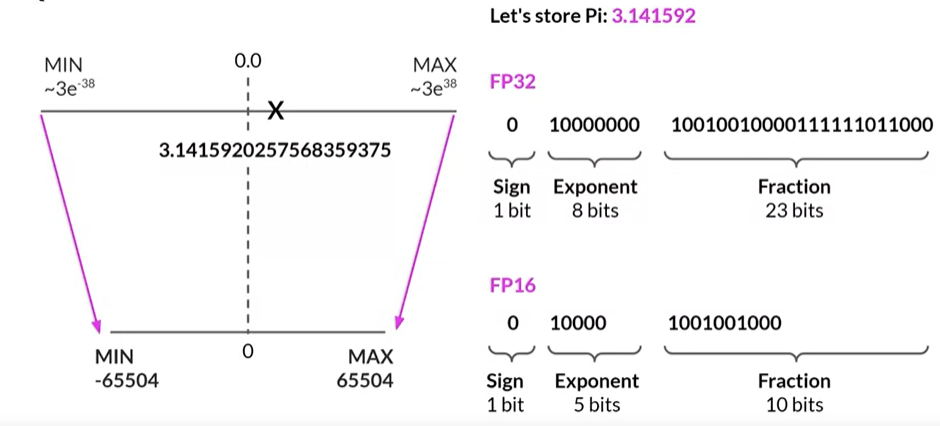 Let's store Pi: 3.141592
MIN
~3e-38
0.0
MAX
~3e38
X
3.1415920257568359375
MIN
-65504
0
MAX
65504
FP32
0 10000000 10010010000111111011000
Sign Exponent Fraction
1 bit 8 bits 23 bits
FP16
0 10000 1001001000
Sign Exponent Fraction
1 bit 5 bits 10 bits